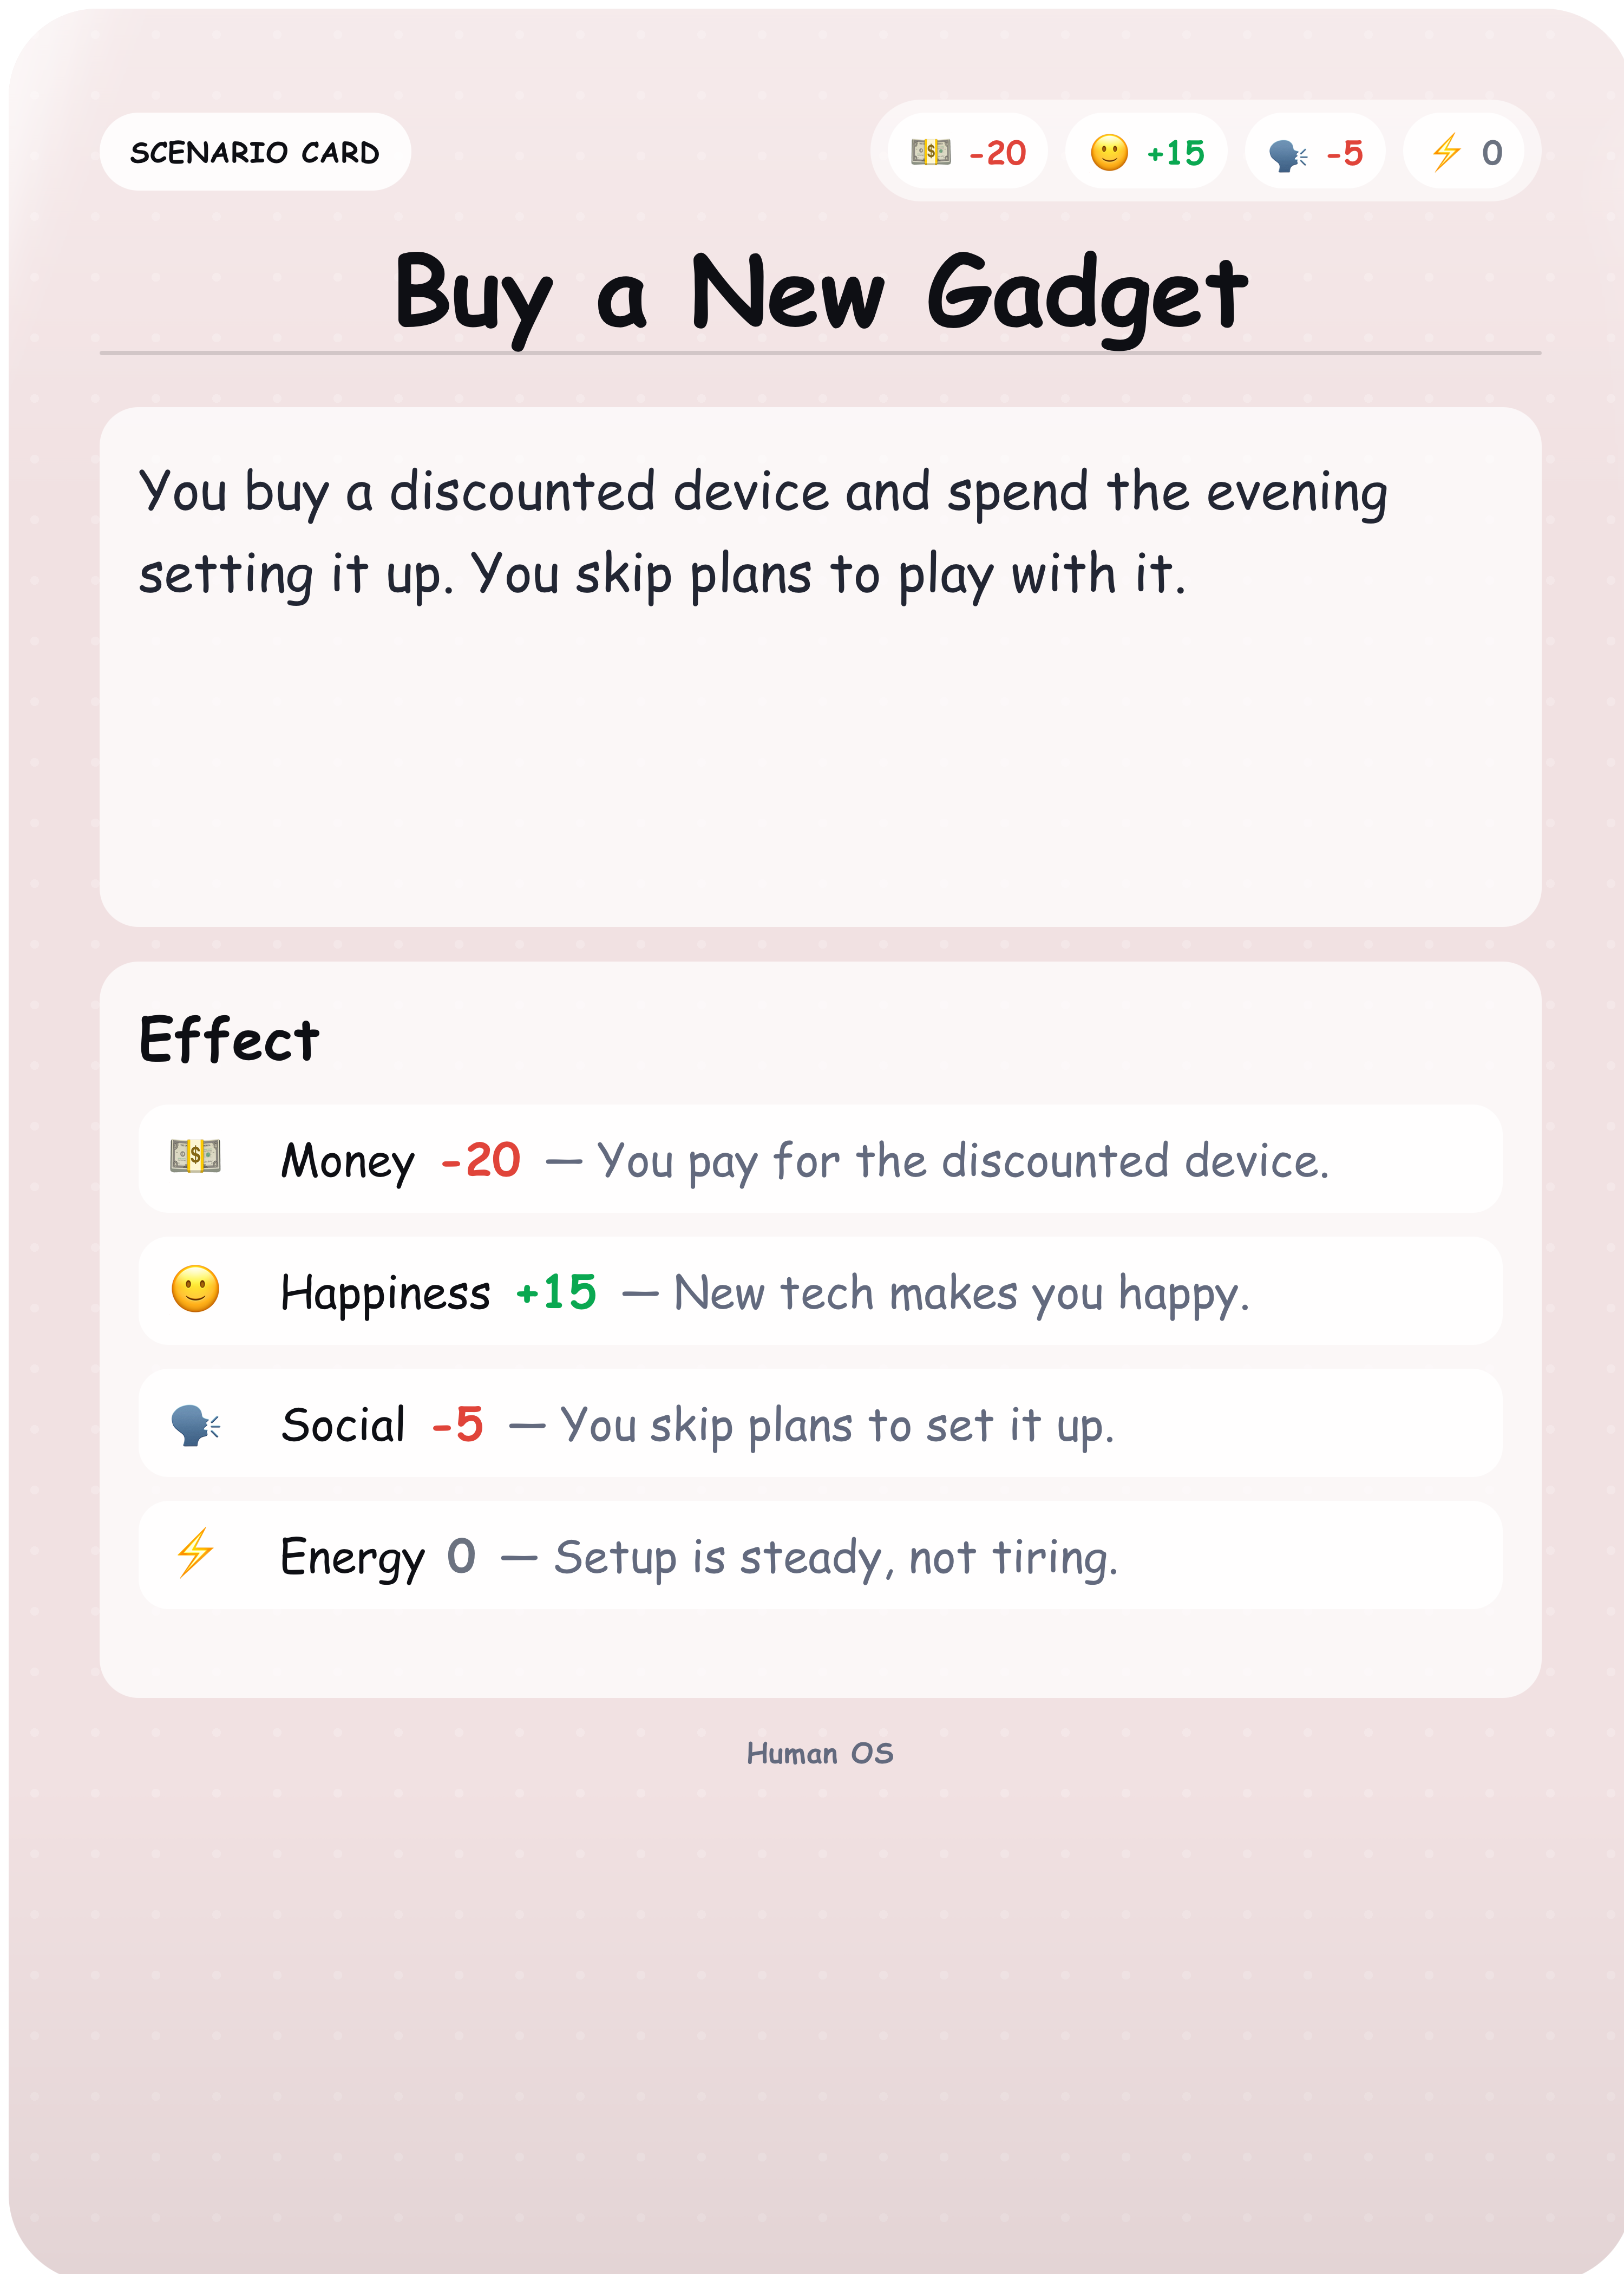 SCENARIO CARD
-20 +15 -5 0
Buy a New Gadget
You buy a discounted device and spend the evening
setting it up. You skip plans to play with it.
Effect
Money -20 — You pay for the discounted device.
Happiness +15 — New tech makes you happy.
Social -5 — You skip plans to set it up.
Energy 0 — Setup is steady, not tiring.
Human OS